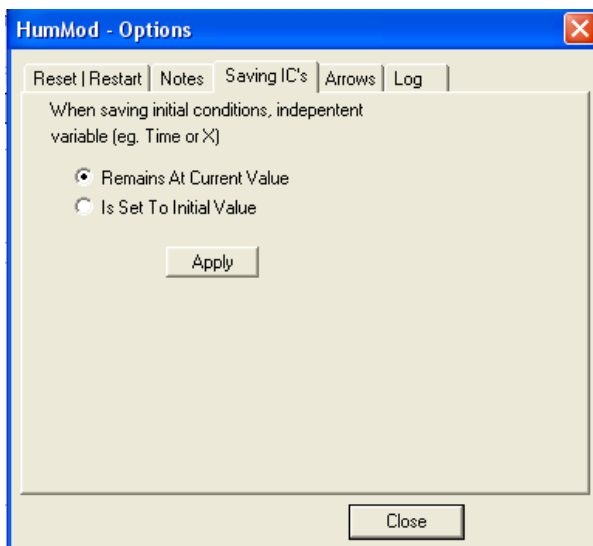 HumMod - Options
Reset | Restart Notes Saving IC's Arrows Log
When saving initial conditions, indepentent
variable (eg. Time or X)
Remains At Current Value
Is Set To Initial Value
Apply
Close